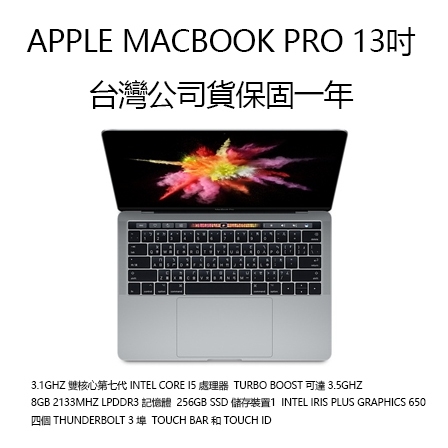 APPLE MACBOOK PRO 13吋
台灣公司貨保固一年
3.1GHZ 雙核心第七代 INTEL CORE I5 處理器 TURBO BOOST 可達 3.5GHZ
8GB 2133MHZ LPDDR3 記憶體 256GB SSD 儲存裝置1 INTEL IRIS PLUS GRAPHICS 650
四個 THUNDERBOLT 3 埠 TOUCH BAR 和 TOUCH ID